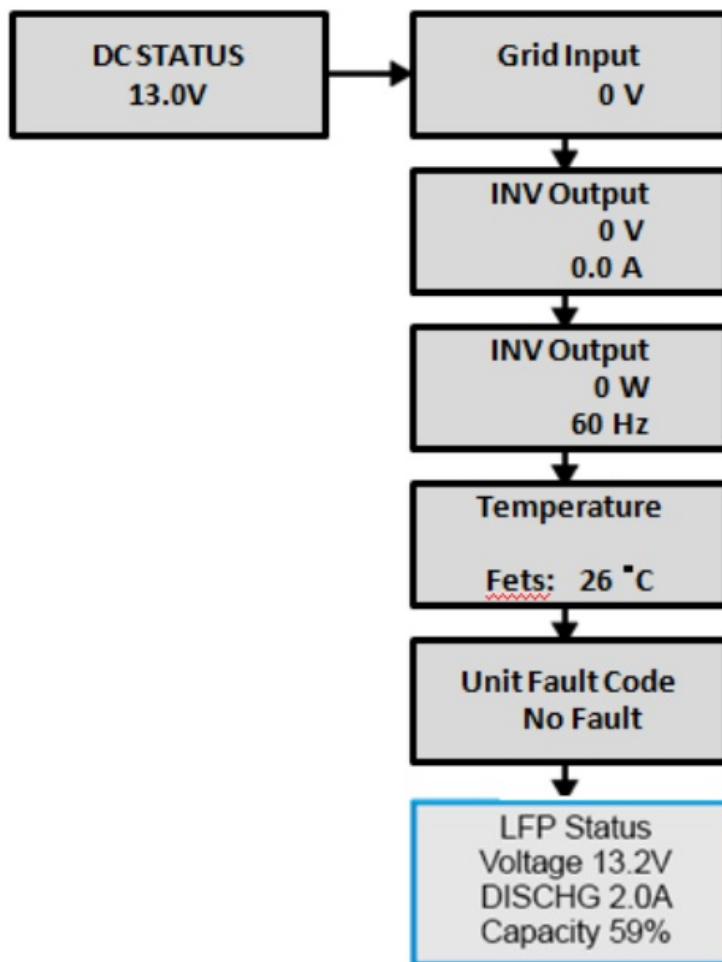 DC STATUS
13.0V
Grid Input
0 V
INV Output
0 V
0.0 A
INV Output
0 W
60 Hz
Temperature
Fets: 26 ˚C
Unit Fault Code
No Fault
LFP Status
Voltage 13.2V
DISCHG 2.0A
Capacity 59%